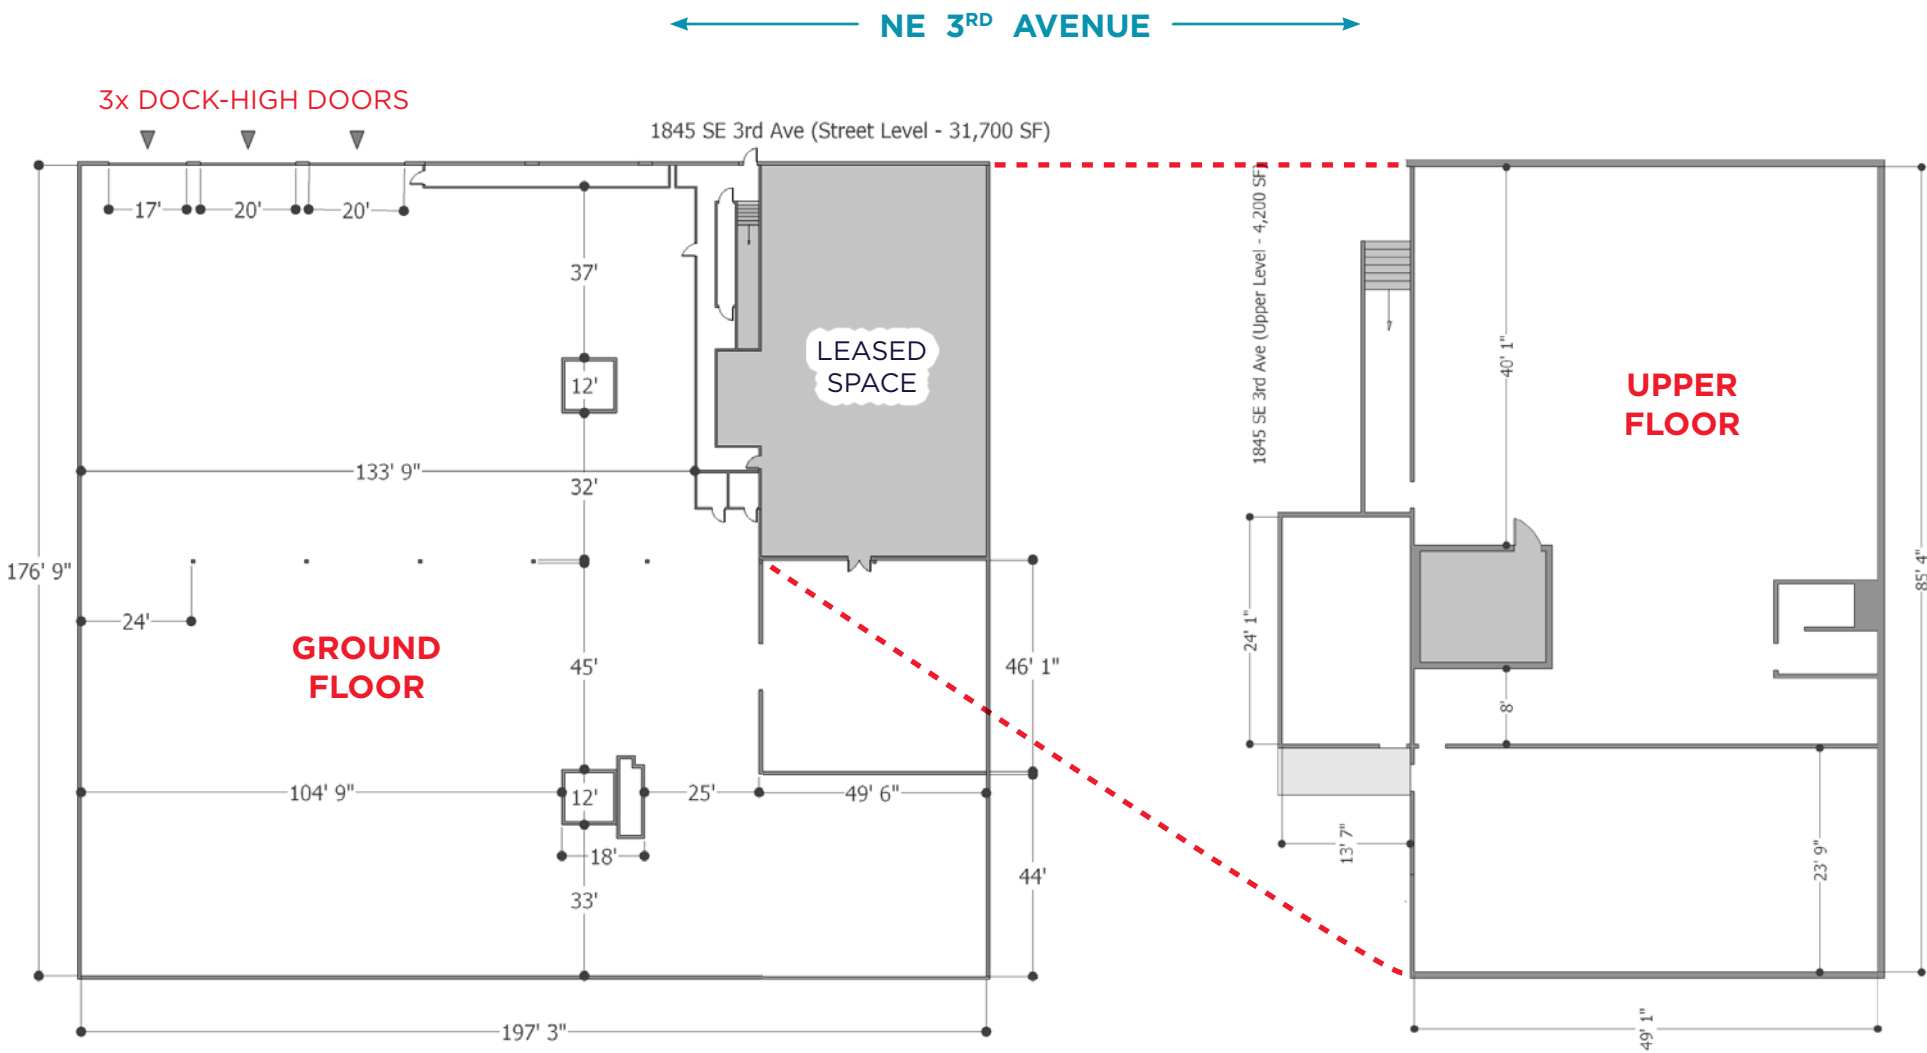 NE 3RD AVENUE
3x DOCK-HIGH DOORS
1845 SE 3rd Ave (Street Level - 31,700 SF)
17'
20'
20'
37'
12'
133' 9"
32'
176' 9"
24'
GROUND
FLOOR
45'
104' 9"
12'
25'
49' 6"
18'
33'
197' 3"
LEASED
SPACE
46' 1"
44'
1845 SE 3rd Ave (Upper Level - 4,200 SF)
40' 1"
UPPER
FLOOR
85' 4"
24' 1"
8'
13' 7"
23' 9"
49' 1"